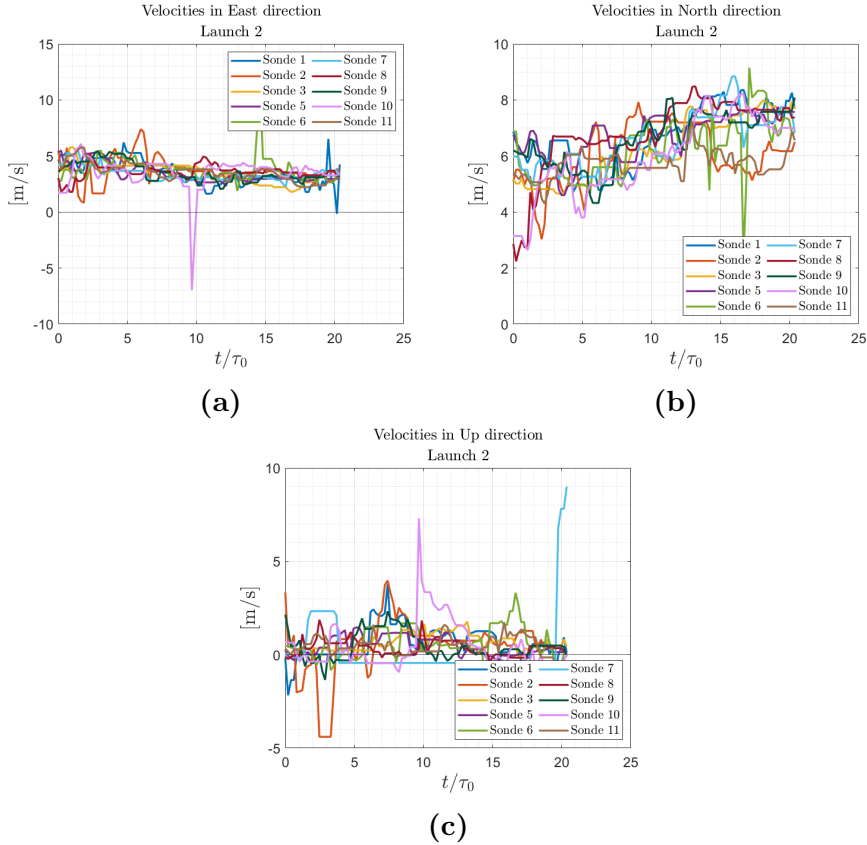 Velocities in East direction
Launch 2
15
10
5
0
-5
-10
[m/s]
Sonde 1 Sonde 7
Sonde 2 Sonde 8
Sonde 3 Sonde 9
Sonde 5 Sonde 10
Sonde 6 Sonde 11
0 5 10 15 20 25
t/τ₀
(a)
Velocities in North direction
Launch 2
10
8
6
4
2
0
[m/s]
Sonde 1 Sonde 7
Sonde 2 Sonde 8
Sonde 3 Sonde 9
Sonde 5 Sonde 10
Sonde 6 Sonde 11
0 5 10 15 20 25
t/τ₀
(b)
Velocities in Up direction
Launch 2
10
5
0
-5
[m/s]
Sonde 1 Sonde 7
Sonde 2 Sonde 8
Sonde 3 Sonde 9
Sonde 5 Sonde 10
Sonde 6 Sonde 11
0 5 10 15 20 25
t/τ₀
(c)